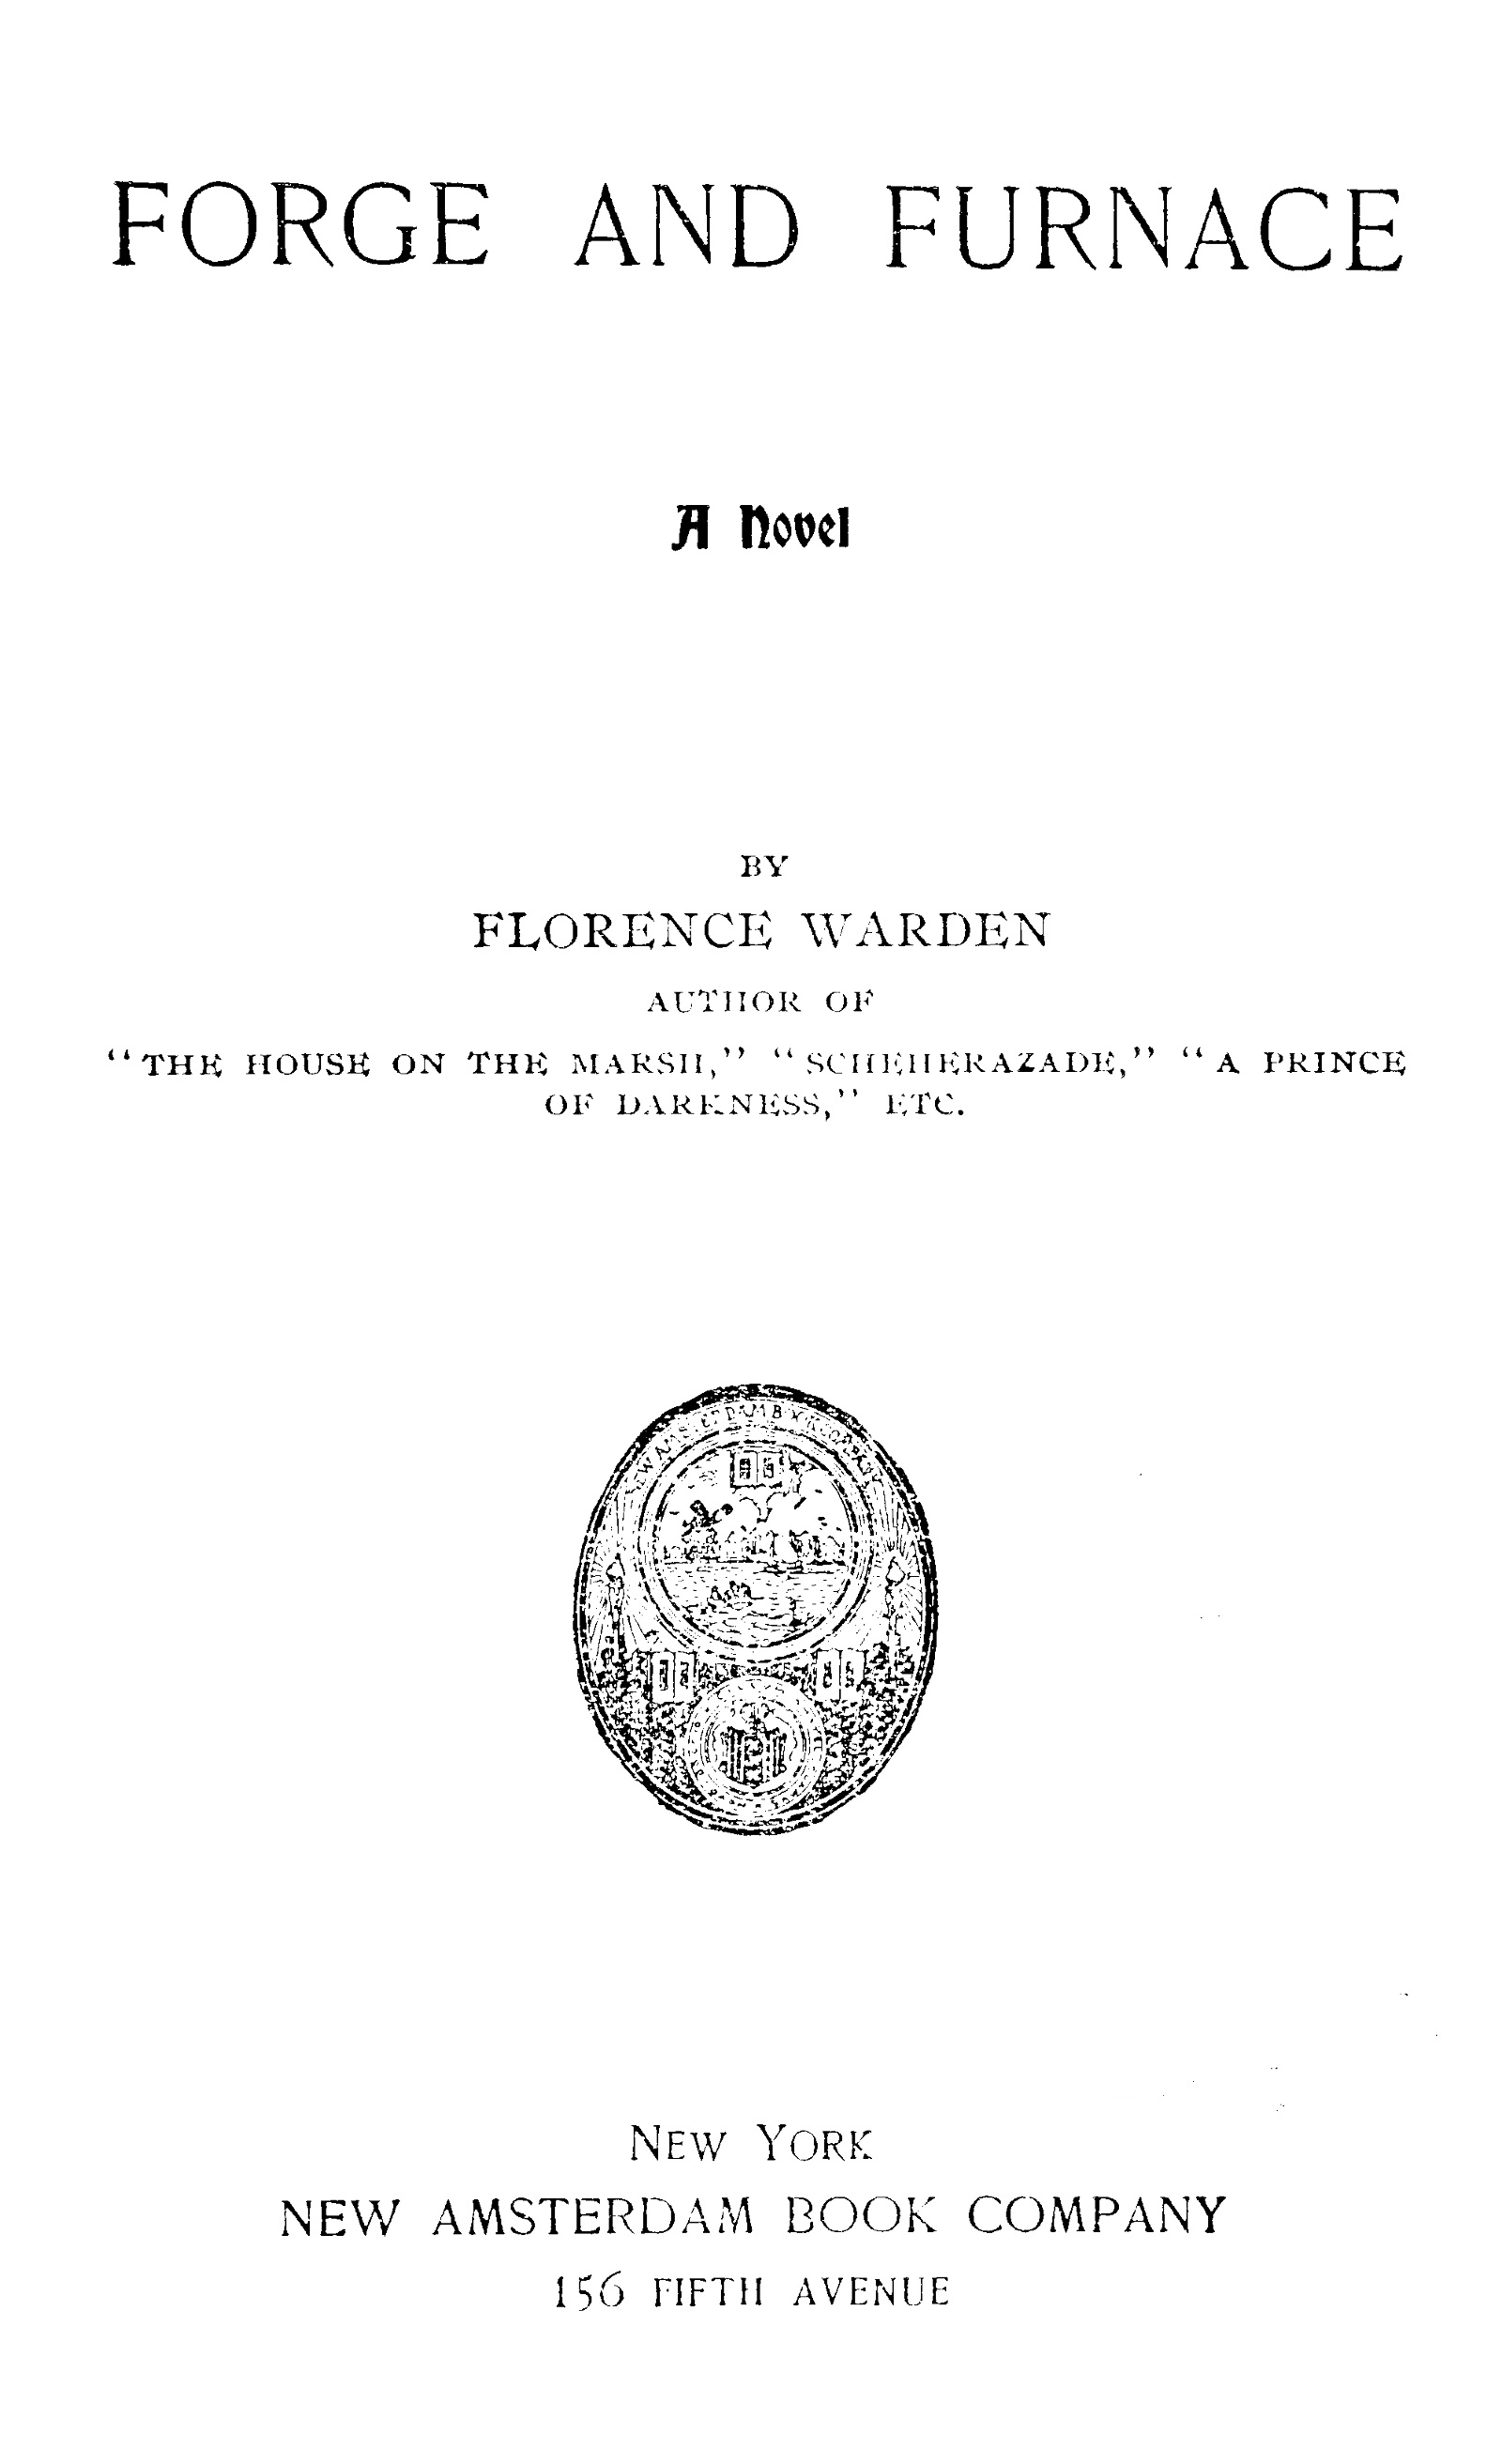 FORGE AND FURNACE
A Novel
BY
FLORENCE WARDEN
AUTHOR OF
"THE HOUSE ON THE MARSH," "SCHEHERAZADE," "A PRINCE
OF DARKNESS," ETC.
NEW YORK
NEW AMSTERDAM BOOK COMPANY
156 FIFTH AVENUE